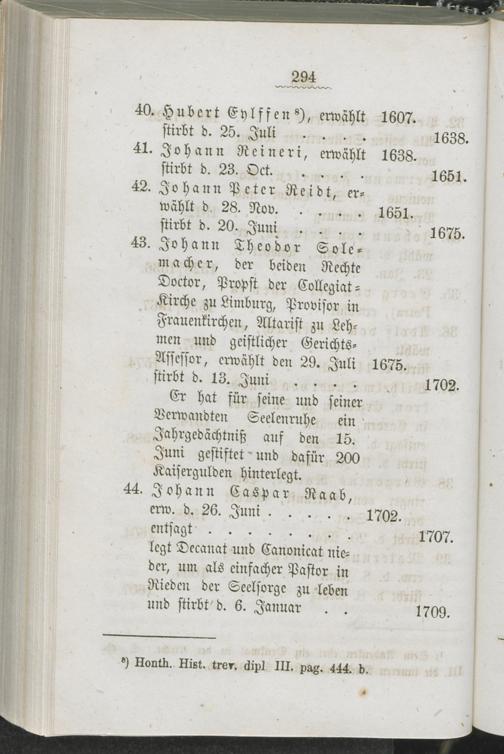 294
40. Hubert Eylffen ⁸), erwählt 1607.
stirbt d. 25. Juli . . . . 1638.
41. Johann Reineri, erwählt 1638.
stirbt d. 23. Oct. . . . . 1651.
42. Johann Peter Reidt, er=
wählt d. 28. Nov. . . . . 1651.
stirbt d. 20. Juni . . . . 1675.
43. Johann Theodor Sole=
macher, der beiden Rechte
Doctor, Propst der Collegiat=
Kirche zu Limburg, Provisor in
Frauenkirchen, Altarist zu Leh=
men und geistlicher Gerichts=
Assessor, erwählt den 29. Juli 1675.
stirbt d. 13. Juni . . . . 1702.
Er hat für seine und seiner
Verwandten Seelenruhe ein
Jahrgedächtniß auf den 15.
Juni gestiftet und dafür 200
Kaisergulden hinterlegt.
44. Johann Caspar Raab,
erw. d. 26. Juni . . . . . 1702.
entsagt . . . . . . . . 1707.
legt Decanat und Canonicat nie=
der, um als einfacher Pastor in
Rieden der Seelsorge zu leben
und stirbt d. 6. Januar . . 1709.
⁸) Honth. Hist. trev. dipl III. pag. 444. b.